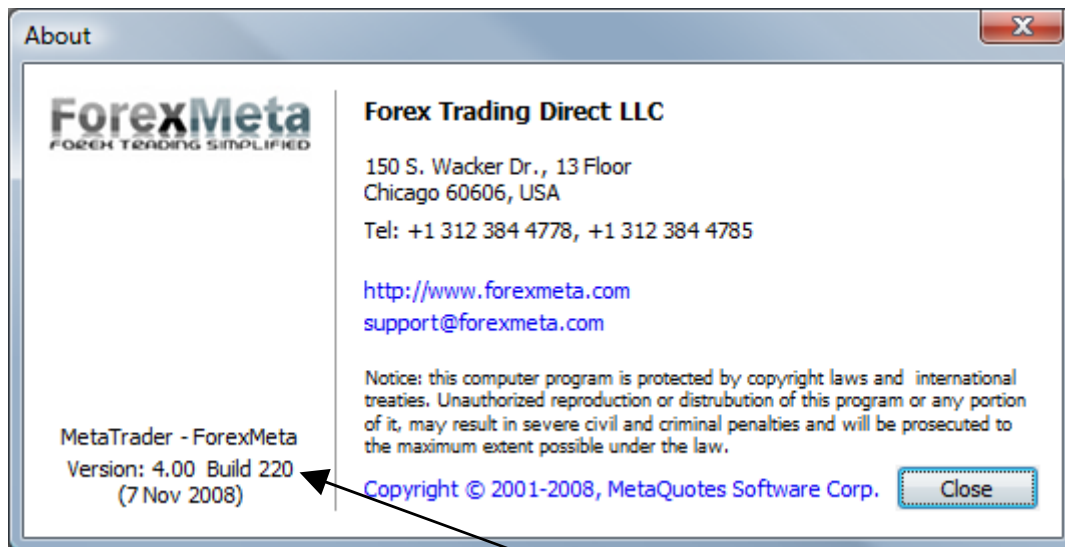 About
X
ForexMeta
FOREX TRADING SIMPLIFIED
Forex Trading Direct LLC
150 S. Wacker Dr., 13 Floor
Chicago 60606, USA
Tel: +1 312 384 4778, +1 312 384 4785
http://www.forexmeta.com
support@forexmeta.com
Notice: this computer program is protected by copyright laws and international
treaties. Unauthorized reproduction or distrubution of this program or any portion
of it, may result in severe civil and criminal penalties and will be prosecuted to
the maximum extent possible under the law.
MetaTrader - ForexMeta
Version: 4.00 Build 220
(7 Nov 2008)
Copyright © 2001-2008, MetaQuotes Software Corp.
Close